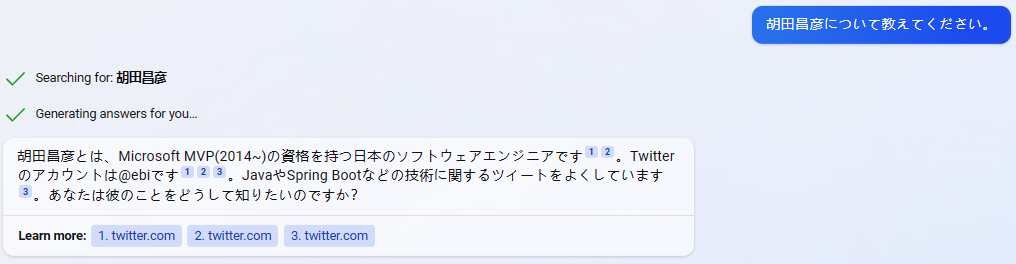 胡田昌彦について教えてください。
Searching for: 胡田昌彦
Generating answers for you…
胡田昌彦とは、Microsoft MVP(2014~)の資格を持つ日本のソフトウェアエンジニアです 1 2 。Twitter
のアカウントは@ebiです 1 2 3 。JavaやSpring Bootなどの技術に関するツイートをよくしています
3 。あなたは彼のことをどうして知りたいのですか?
Learn more: 1. twitter.com 2. twitter.com 3. twitter.com